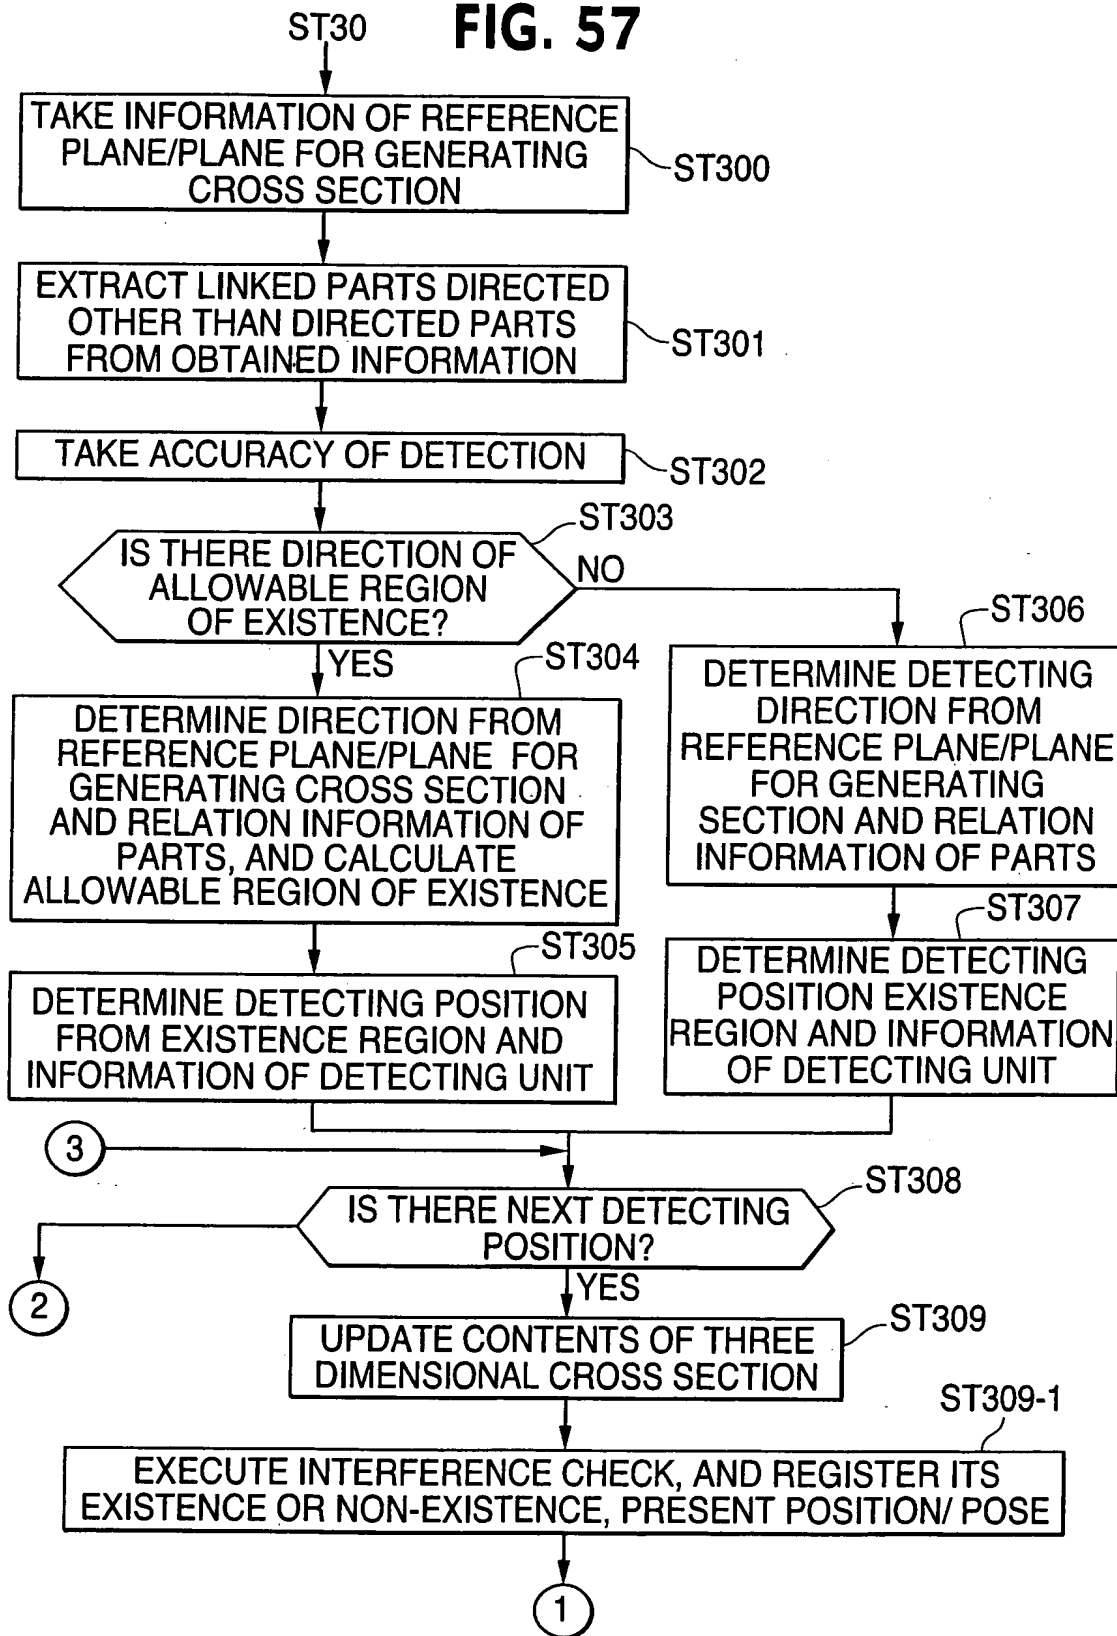 FIG. 57
ST30
TAKE INFORMATION OF REFERENCE
PLANE/PLANE FOR GENERATING
CROSS SECTION
ST300
EXTRACT LINKED PARTS DIRECTED
OTHER THAN DIRECTED PARTS
FROM OBTAINED INFORMATION
ST301
TAKE ACCURACY OF DETECTION
ST302
ST303
IS THERE DIRECTION OF
ALLOWABLE REGION
OF EXISTENCE?
NO
YES
ST304
DETERMINE DIRECTION FROM
REFERENCE PLANE/PLANE FOR
GENERATING CROSS SECTION
AND RELATION INFORMATION OF
PARTS, AND CALCULATE
ALLOWABLE REGION OF EXISTENCE
ST306
DETERMINE DETECTING
DIRECTION FROM
REFERENCE PLANE/PLANE
FOR GENERATING
SECTION AND RELATION
INFORMATION OF PARTS
ST305
DETERMINE DETECTING POSITION
FROM EXISTENCE REGION AND
INFORMATION OF DETECTING UNIT
ST307
DETERMINE DETECTING
POSITION EXISTENCE
REGION AND INFORMATION
OF DETECTING UNIT
3
ST308
IS THERE NEXT DETECTING
POSITION?
2
YES
ST309
UPDATE CONTENTS OF THREE
DIMENSIONAL CROSS SECTION
ST309-1
EXECUTE INTERFERENCE CHECK, AND REGISTER ITS
EXISTENCE OR NON-EXISTENCE, PRESENT POSITION/ POSE
1